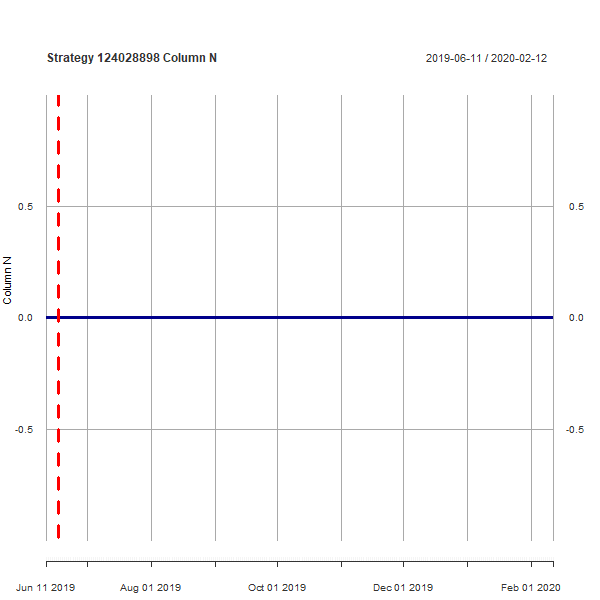 Strategy 124028898 Column N
2019-06-11 / 2020-02-12
0.5
0.5
Column N
0.0
0.0
-0.5
-0.5
Jun 11 2019
Aug 01 2019
Oct 01 2019
Dec 01 2019
Feb 01 2020